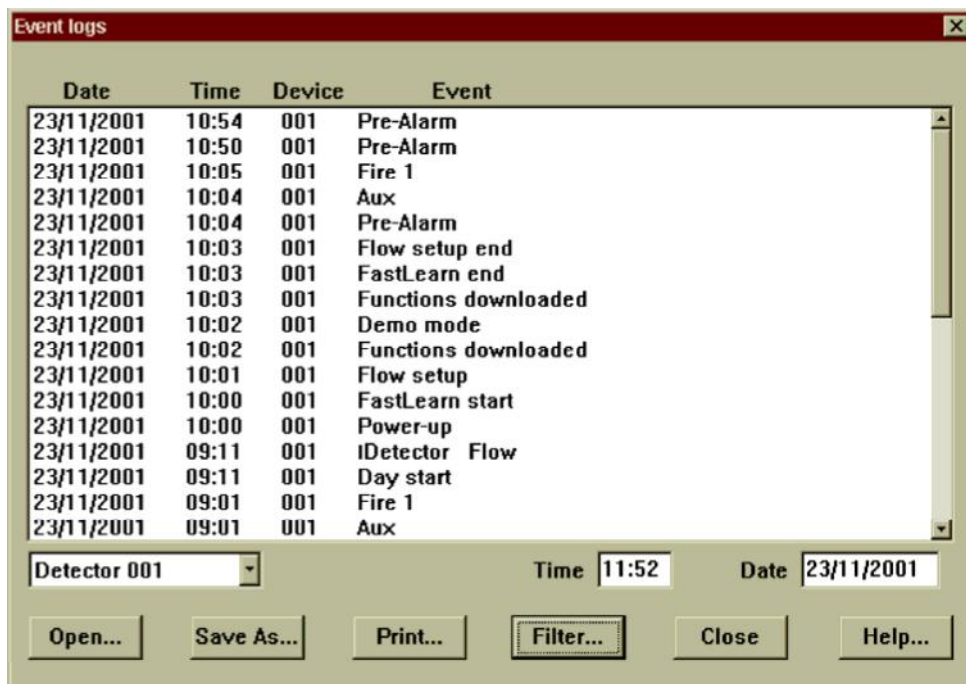 Event logs
Date Time Device Event
23/11/2001 10:54 001 Pre-Alarm
23/11/2001 10:50 001 Pre-Alarm
23/11/2001 10:05 001 Fire 1
23/11/2001 10:04 001 Aux
23/11/2001 10:04 001 Pre-Alarm
23/11/2001 10:03 001 Flow setup end
23/11/2001 10:03 001 FastLearn end
23/11/2001 10:03 001 Functions downloaded
23/11/2001 10:02 001 Demo mode
23/11/2001 10:02 001 Functions downloaded
23/11/2001 10:01 001 Flow setup
23/11/2001 10:00 001 FastLearn start
23/11/2001 10:00 001 Power-up
23/11/2001 09:11 001 IDetector Flow
23/11/2001 09:11 001 Day start
23/11/2001 09:01 001 Fire 1
23/11/2001 09:01 001 Aux
Detector 001 Time 11:52 Date 23/11/2001
Open... Save As... Print... Filter... Close Help...